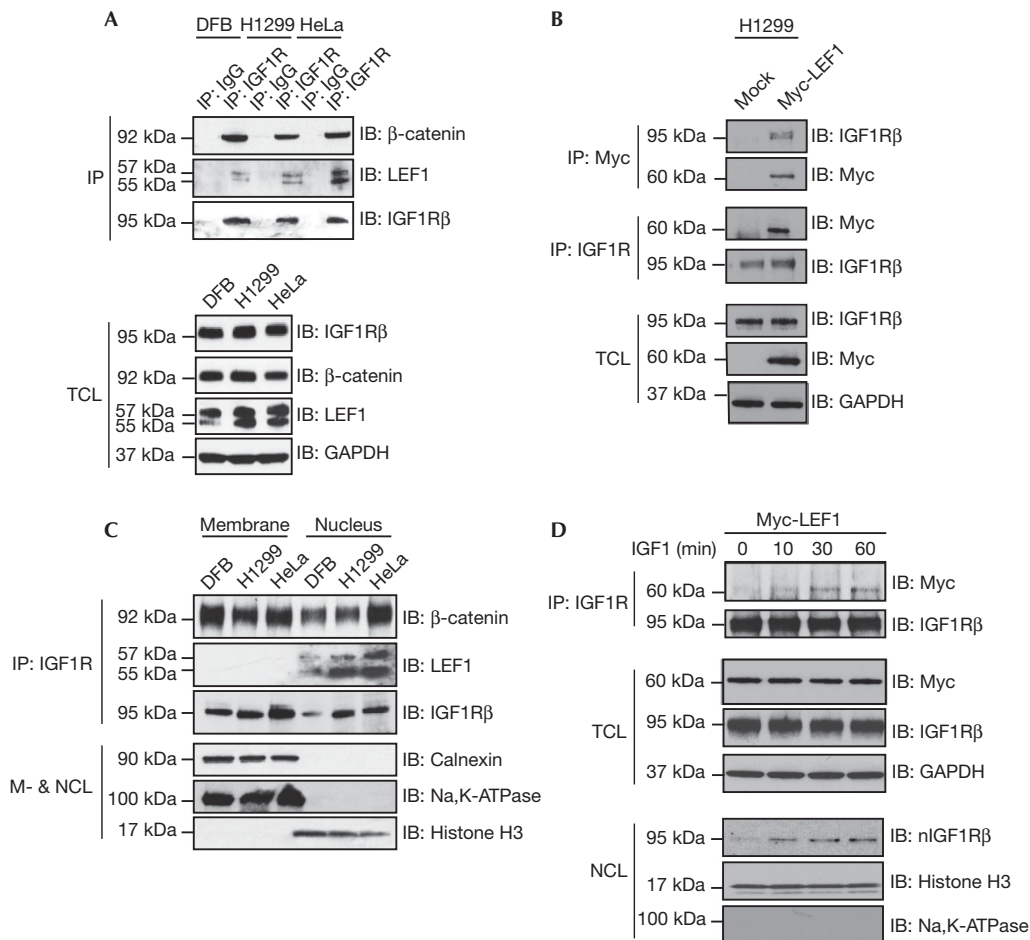 A
DFB H1299 HeLa
IP: IgG IP: IGF1R IP: IgG IP: IGF1R IP: IgG IP: IGF1R
IP
92 kDa IB: β-catenin
57 kDa
55 kDa IB: LEF1
95 kDa IB: IGF1Rβ
DFB H1299 HeLa
TCL
95 kDa IB: IGF1Rβ
92 kDa IB: β-catenin
57 kDa
55 kDa IB: LEF1
37 kDa IB: GAPDH
B
H1299
Mock Myc-LEF1
IP: Myc
95 kDa IB: IGF1Rβ
60 kDa IB: Myc
IP: IGF1R
60 kDa IB: Myc
95 kDa IB: IGF1Rβ
TCL
95 kDa IB: IGF1Rβ
60 kDa IB: Myc
37 kDa IB: GAPDH
C
Membrane Nucleus
DFB H1299 HeLa DFB H1299 HeLa
IP: IGF1R
92 kDa IB: β-catenin
57 kDa
55 kDa IB: LEF1
95 kDa IB: IGF1Rβ
M- & NCL
90 kDa IB: Calnexin
100 kDa IB: Na,K-ATPase
17 kDa IB: Histone H3
D
Myc-LEF1
IGF1 (min) 0 10 30 60
IP: IGF1R
60 kDa IB: Myc
95 kDa IB: IGF1Rβ
TCL
60 kDa IB: Myc
95 kDa IB: IGF1Rβ
37 kDa IB: GAPDH
NCL
95 kDa IB: nIGF1Rβ
17 kDa IB: Histone H3
100 kDa IB: Na,K-ATPase